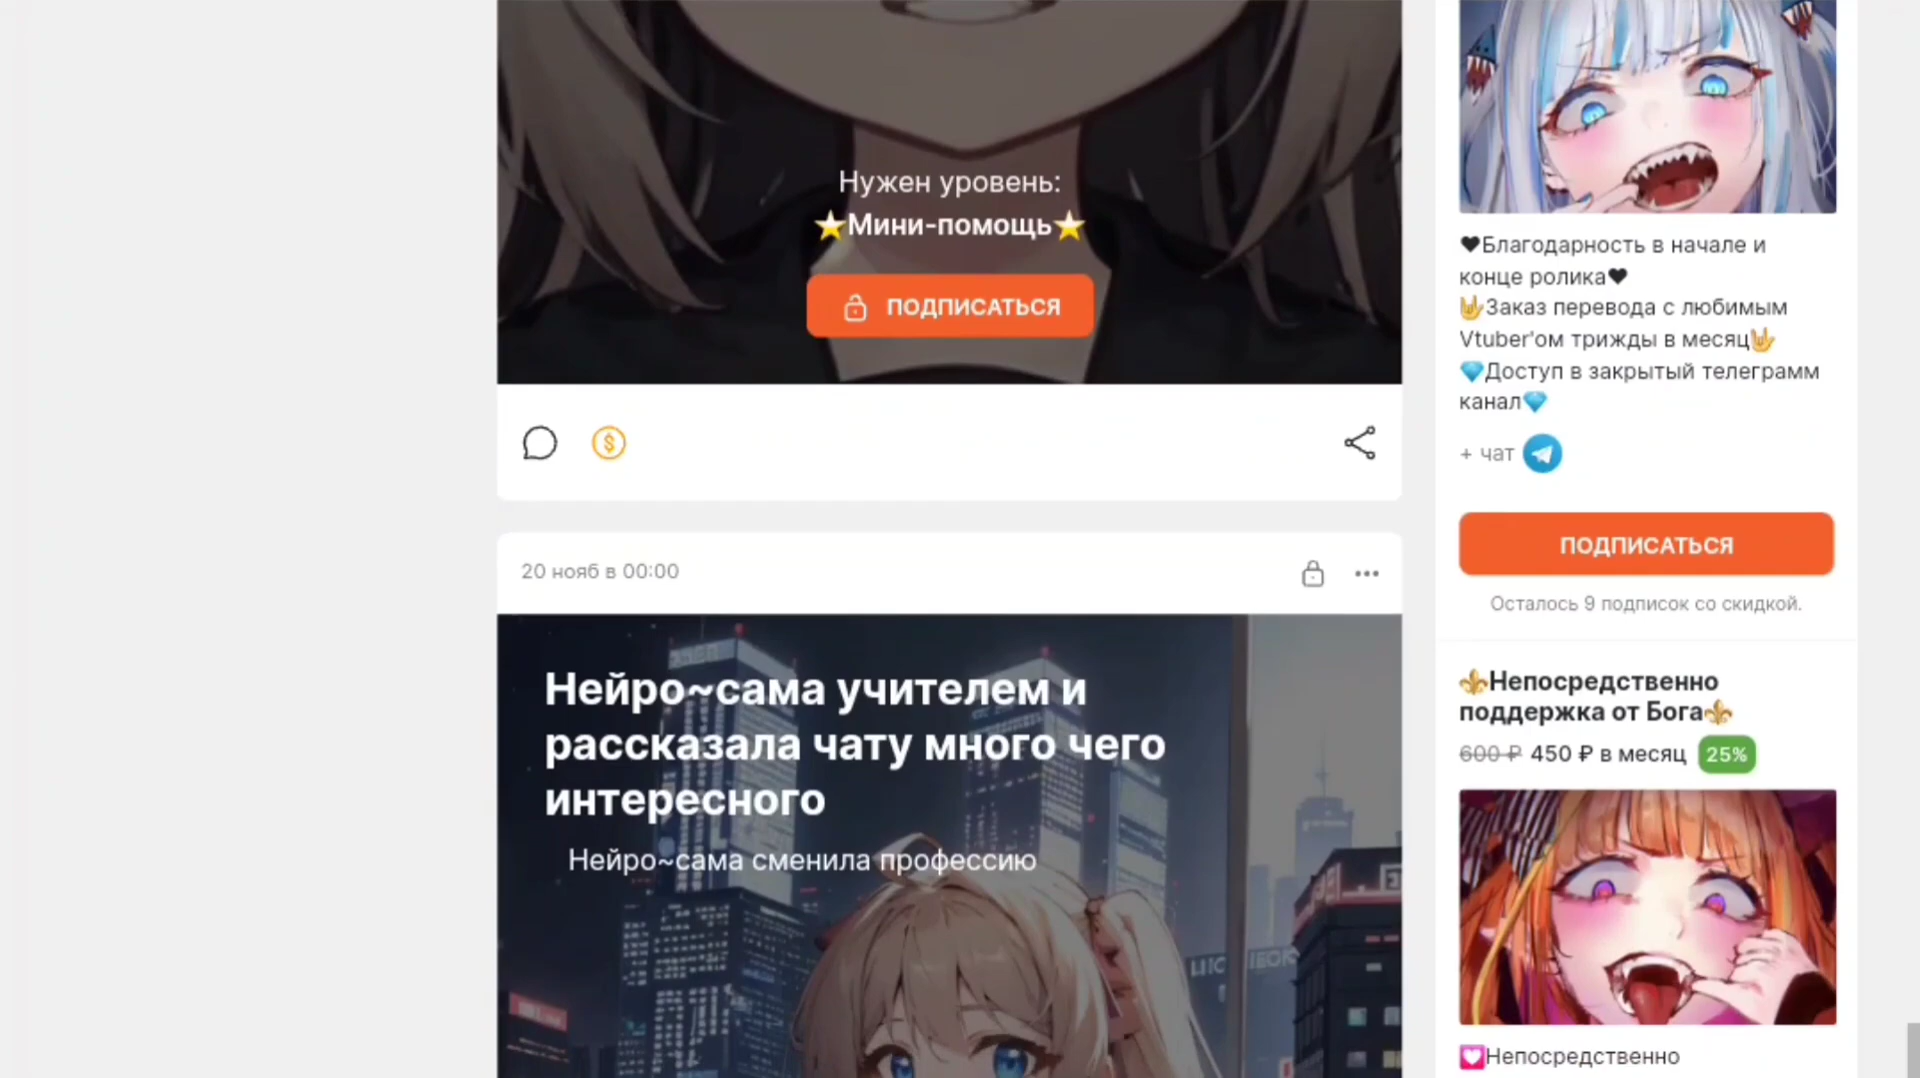 Нужен уровень:
⭐Мини-помощь⭐
ПОДПИСАТЬСЯ
20 нояб в 00:00
Нейро~сама учителем и
рассказала чату много чего
интересного
Нейро~сама сменила профессию
🖤Благодарность в начале и
конце ролика🖤
🤟Заказ перевода с любимым
Vtuber'ом трижды в месяц🤟
💎Доступ в закрытый телеграмм
канал💎
+ чат
ПОДПИСАТЬСЯ
Осталось 9 подписок со скидкой.
⚜️Непосредственно
поддержка от Бога⚜️
600 ₽ 450 ₽ в месяц 25%
💟Непосредственно